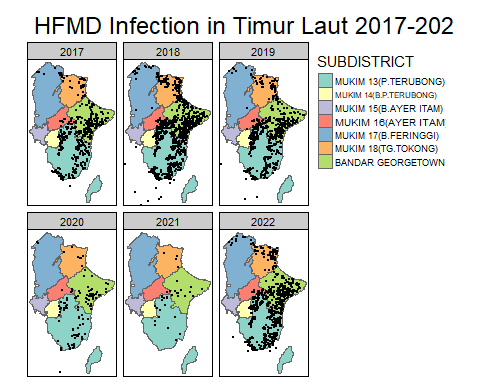 HFMD Infection in Timur Laut 2017-202
2017
2018
2019
SUBDISTRICT
MUKIM 13(P.TERUBONG)
MUKIM 14(B.P.TERUBONG)
MUKIM 15(B.AYER ITAM)
MUKIM 16(AYER ITAM
MUKIM 17(B.FERINGGI)
MUKIM 18(TG.TOKONG)
BANDAR GEORGETOWN
2020
2021
2022